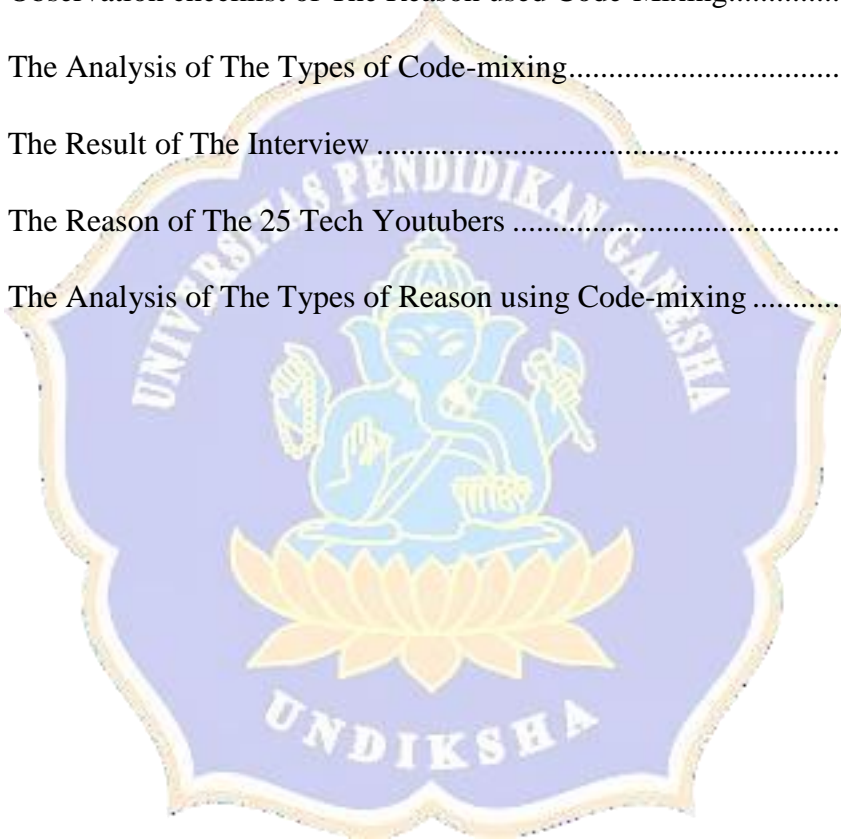 The Analysis of The Types of Code-mixing................................
The Result of The Interview .......................................................
The Reason of The 25 Tech Youtubers ......................................
The Analysis of The Types of Reason using Code-mixing ...........
UNIVERSITAS PENDIDIKAN GANESHA
UNDIKSHA